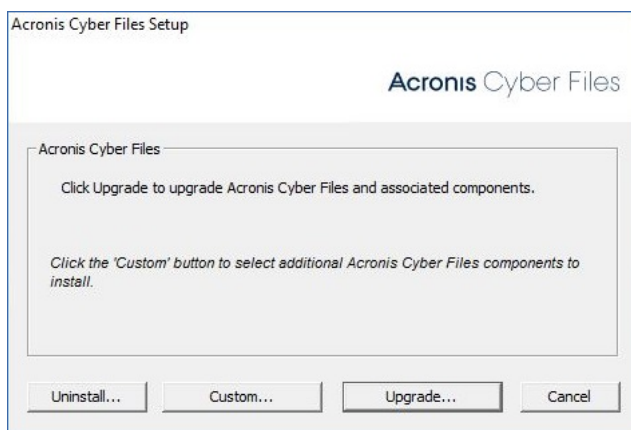 Acronis Cyber Files Setup
Acronis Cyber Files
Acronis Cyber Files
Click Upgrade to upgrade Acronis Cyber Files and associated components.
Click the 'Custom' button to select additional Acronis Cyber Files components to
install.
Uninstall... Custom... Upgrade... Cancel